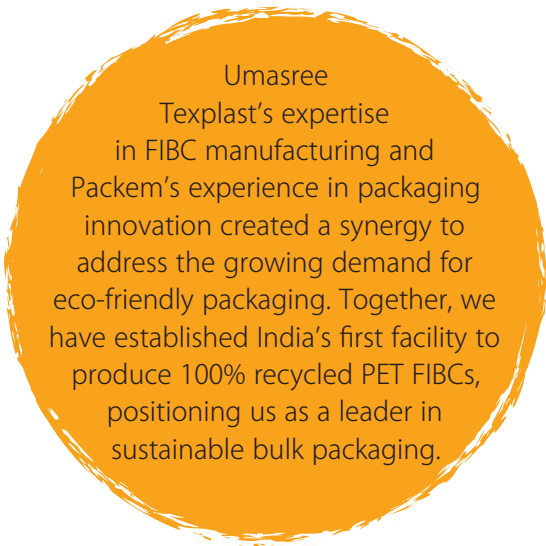 Umasree
Texplast’s expertise
in FIBC manufacturing and
Packem’s experience in packaging
innovation created a synergy to
address the growing demand for
eco-friendly packaging. Together, we
have established India’s first facility to
produce 100% recycled PET FIBCs,
positioning us as a leader in
sustainable bulk packaging.